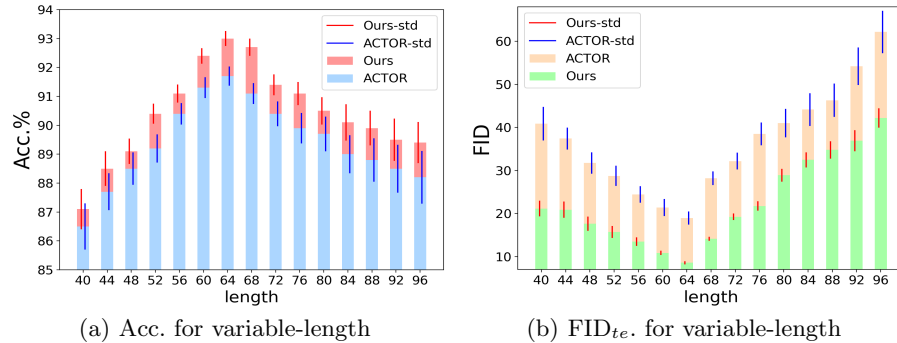 94
93
92
91
90
89
88
87
86
85
Acc.%
Ours-std
ACTOR-std
Ours
ACTOR
40 44 48 52 56 60 64 68 72 76 80 84 88 92 96
length
(a) Acc. for variable-length
60
50
40
30
20
10
FID
Ours-std
ACTOR-std
ACTOR
Ours
40 44 48 52 56 60 64 68 72 76 80 84 88 92 96
length
(b) FID_te. for variable-length